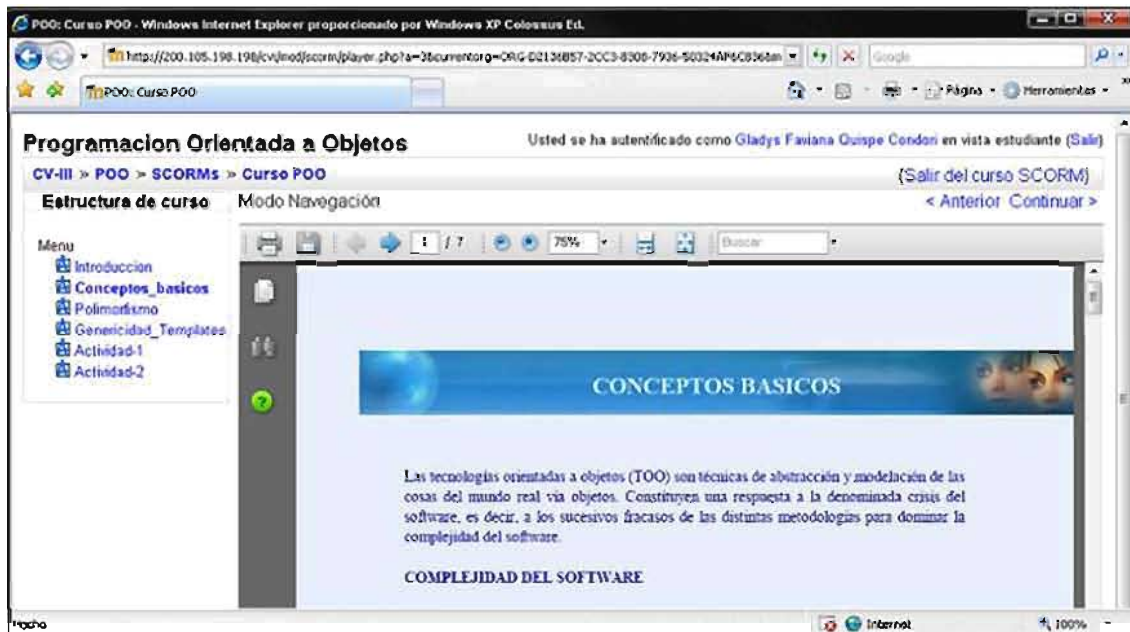 POO: Curso POO - Windows Internet Explorer proporcionado por Windows XP Colossus Ed.
Google
POO: Curso POO
Página
Herramientas
Programacion Orientada a Objetos
Usted se ha autentificado como Gladys Faviana Quispe Condori en vista estudiante (Salir)
CV-III » POO » SCORMs » Curso POO
(Salir del curso SCORM)
Estructura de curso
Modo Navegación
< Anterior Continuar >
Menu
Introduccion
Conceptos_basicos
Polimorfismo
Genericidad_Templates
Actividad-1
Actividad-2
1 / 7
75%
Buscar
CONCEPTOS BASICOS
Las tecnologías orientadas a objetos (TOO) son técnicas de abstracción y modelación de las
cosas del mundo real via objetos. Constituyen una respuesta a la denominada crisis del
software, es decir, a los sucesivos fracasos de las distintas metodologías para dominar la
complejidad del software.
COMPLEJIDAD DEL SOFTWARE
Internet
100%